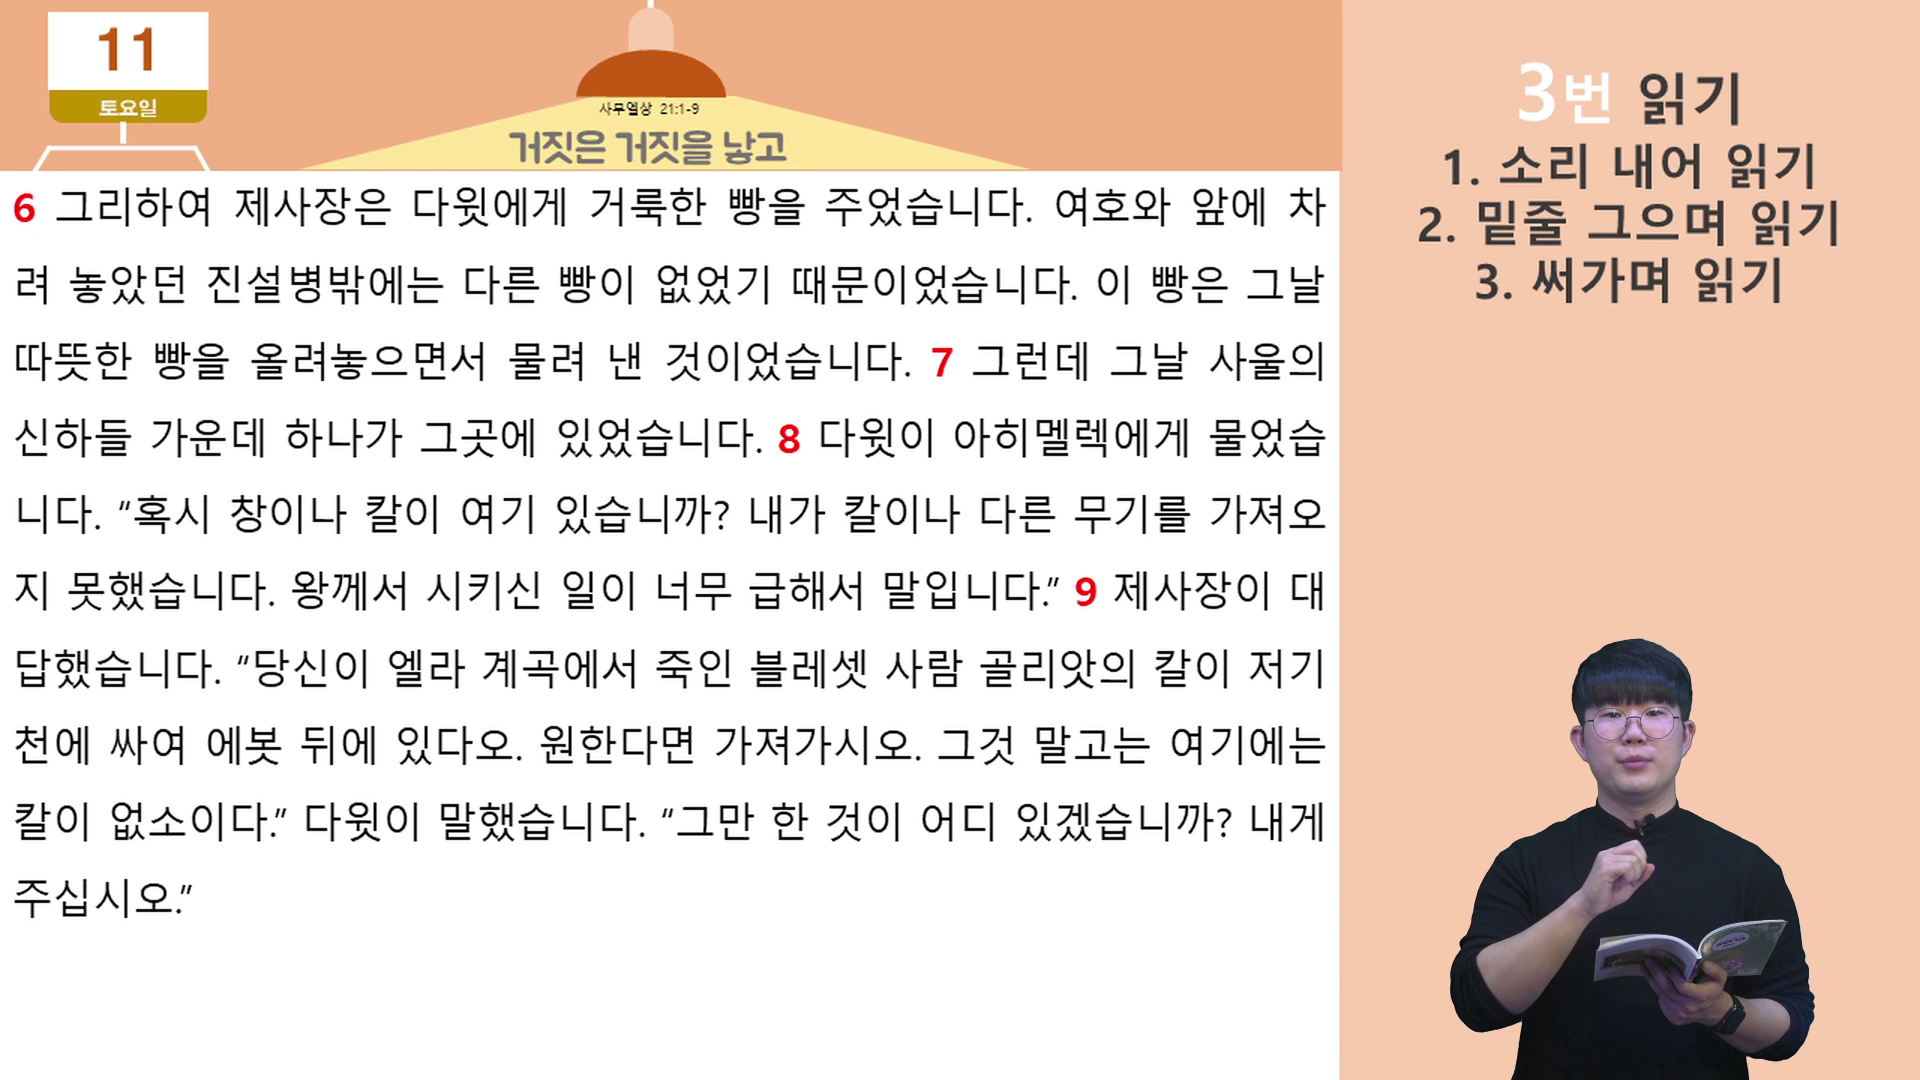 11
토요일
사무엘상 21:1-9
거짓은 거짓을 낳고
6 그리하여 제사장은 다윗에게 거룩한 빵을 주었습니다. 여호와 앞에 차
려 놓았던 진설병밖에는 다른 빵이 없었기 때문이었습니다. 이 빵은 그날
따뜻한 빵을 올려놓으면서 물려 낸 것이었습니다. 7 그런데 그날 사울의
신하들 가운데 하나가 그곳에 있었습니다. 8 다윗이 아히멜렉에게 물었습
니다. “혹시 창이나 칼이 여기 있습니까? 내가 칼이나 다른 무기를 가져오
지 못했습니다. 왕께서 시키신 일이 너무 급해서 말입니다.” 9 제사장이 대
답했습니다. “당신이 엘라 계곡에서 죽인 블레셋 사람 골리앗의 칼이 저기
천에 싸여 에봇 뒤에 있다오. 원한다면 가져가시오. 그것 말고는 여기에는
칼이 없소이다.” 다윗이 말했습니다. “그만 한 것이 어디 있겠습니까? 내게
주십시오.”
3번 읽기
1. 소리 내어 읽기
2. 밑줄 그으며 읽기
3. 써가며 읽기